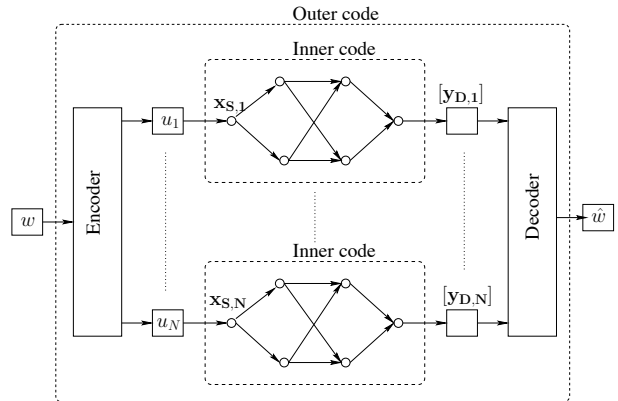 Outer code
Inner code
x_{S,1}
[y_{D,1}]
u_1
Encoder
Decoder
w
ŵ
Inner code
x_{S,N}
[y_{D,N}]
u_N